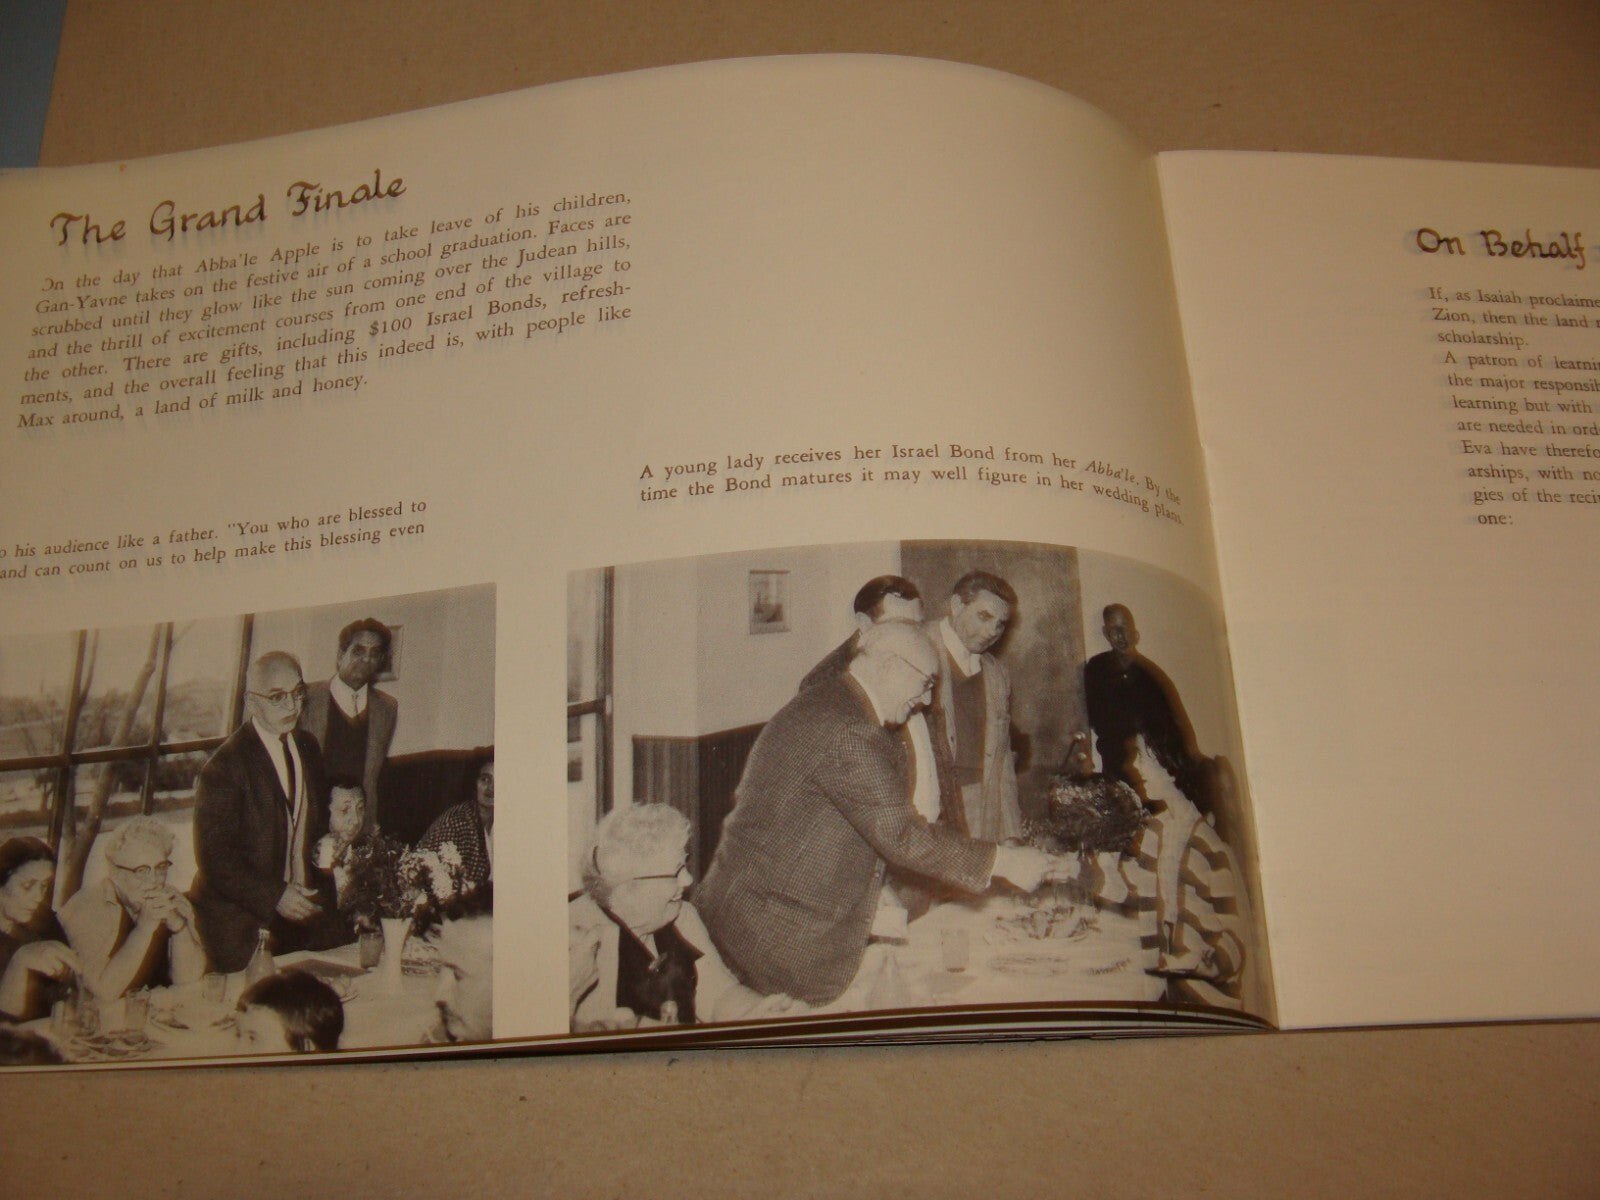 The Grand Finale
On the day that Abba'le Apple is to take leave of his children,
Gan-Yavne takes on the festive air of a school graduation. Faces are
scrubbed until they glow like the sun coming over the Judean hills,
and the thrill of excitement courses from one end of the village to
the other. There are gifts, including $100 Israel Bonds, refresh-
ments, and the overall feeling that this indeed is, with people like
Max around, a land of milk and honey.
his audience like a father. "You who are blessed to
and can count on us to help make this blessing even
A young lady receives her Israel Bond from her Abba'le. By the
time the Bond matures it may well figure in her wedding plans.
On Behalf
If, as Isaiah proclaime
Zion, then the land
scholarship.
A patron of learni
the major responsib
learning but with
are needed in ord
Eva have therefo
arships, with no
gies of the reci
one: